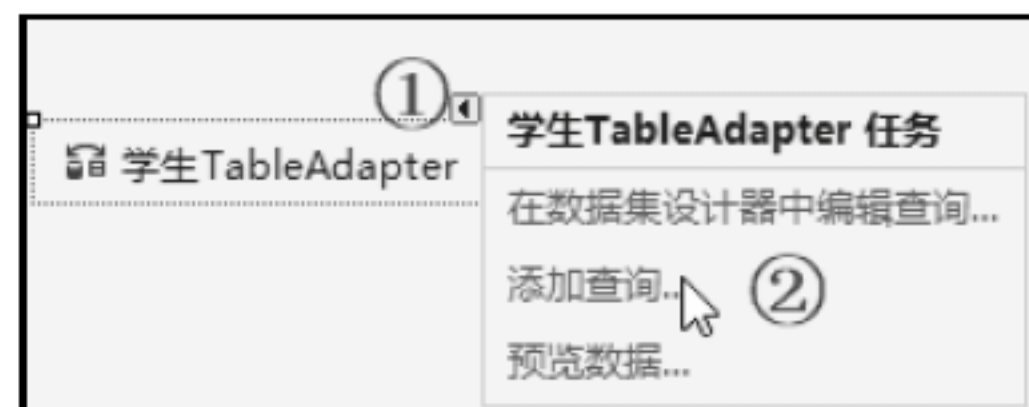 ①
学生TableAdapter 任务
学生TableAdapter
在数据集设计器中编辑查询...
添加查询...
②
预览数据...